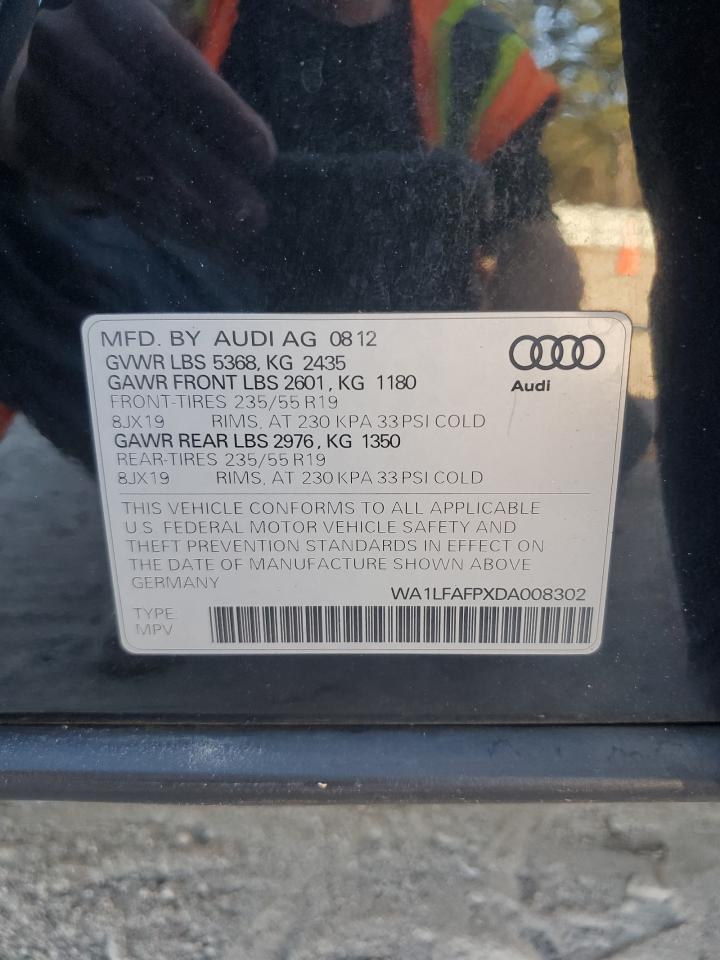 MFD. BY AUDI AG 08 12
GVWR LBS 5368, KG 2435
GAWR FRONT LBS 2601, KG 1180
FRONT-TIRES 235/55 R19
8JX19 RIMS, AT 230 KPA 33 PSI COLD
GAWR REAR LBS 2976, KG 1350
REAR-TIRES 235/55 R19
8JX19 RIMS, AT 230 KPA 33 PSI COLD
Audi
THIS VEHICLE CONFORMS TO ALL APPLICABLE
U.S. FEDERAL MOTOR VEHICLE SAFETY AND
THEFT PREVENTION STANDARDS IN EFFECT ON
THE DATE OF MANUFACTURE SHOWN ABOVE
GERMANY
WA1LFAFPXDA008302
TYPE:
MPV